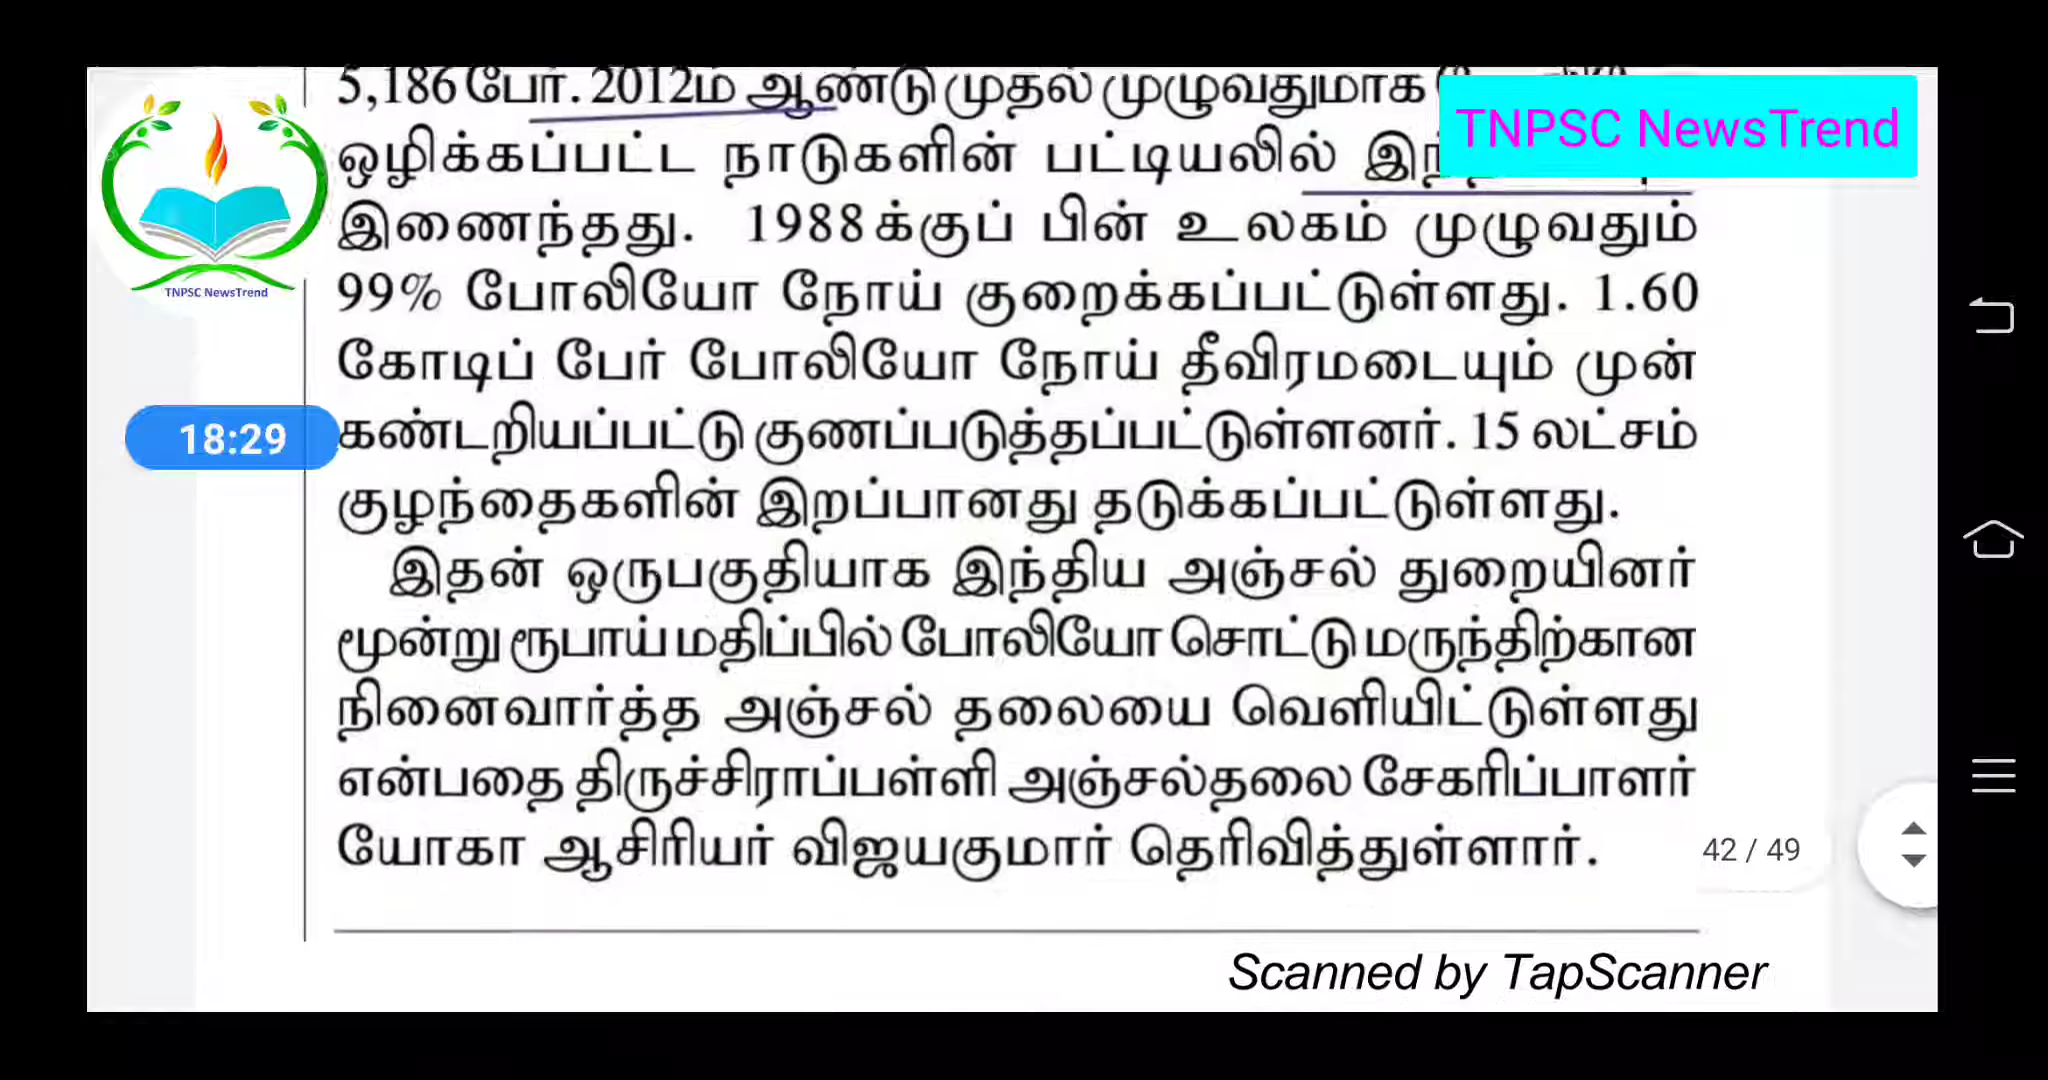 5,186 பேர். 2012ம் ஆண்டு முதல் முழுவதுமாக
TNPSC NewsTrend
ஒழிக்கப்பட்ட நாடுகளின் பட்டியலில்
இணைந்தது. 1988க்குப் பின் உலகம் முழுவதும்
TNPSC NewsTrend
99% போலியோ நோய் குறைக்கப்பட்டுள்ளது. 1.60
கோடிப் பேர் போலியோ நோய் தீவிரமடையும் முன்
18:29
கண்டறியப்பட்டு குணப்படுத்தப்பட்டுள்ளனர். 15 லட்சம்
குழந்தைகளின் இறப்பானது தடுக்கப்பட்டுள்ளது.
இதன் ஒருபகுதியாக இந்திய அஞ்சல் துறையினர்
மூன்று ரூபாய் மதிப்பில் போலியோ சொட்டு மருந்திற்கான
நினைவார்த்த அஞ்சல் தலையை வெளியிட்டுள்ளது
என்பதை திருச்சிராப்பள்ளி அஞ்சல்தலை சேகரிப்பாளர்
யோகா ஆசிரியர் விஜயகுமார் தெரிவித்துள்ளார்.
42 / 49
Scanned by TapScanner